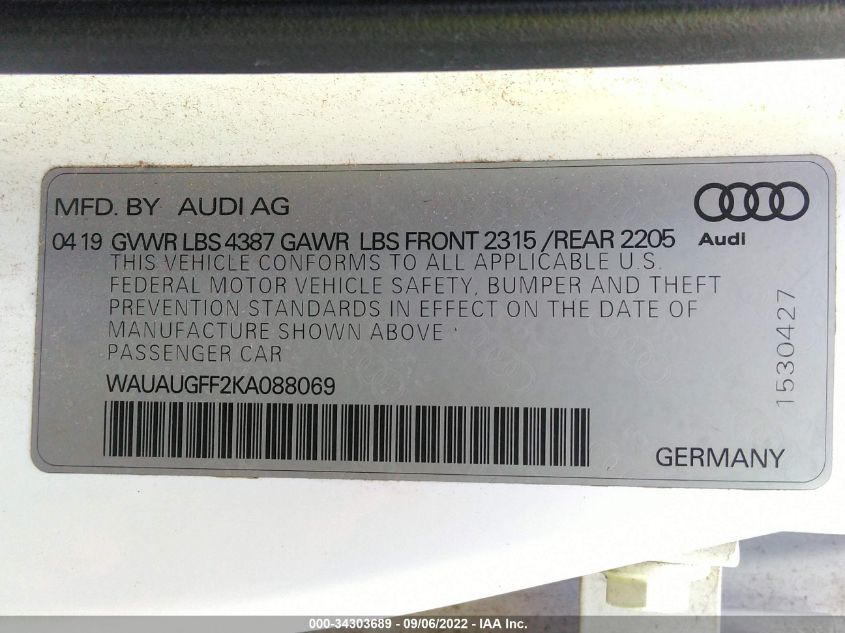 MFD. BY AUDI AG
04 19 GVWR LBS 4387 GAWR LBS FRONT 2315 /REAR 2205
Audi
THIS VEHICLE CONFORMS TO ALL APPLICABLE U.S.
FEDERAL MOTOR VEHICLE SAFETY, BUMPER AND THEFT
PREVENTION STANDARDS IN EFFECT ON THE DATE OF
MANUFACTURE SHOWN ABOVE
PASSENGER CAR
WAUAUGFF2KA088069
1530427
GERMANY
000-34303689 - 09/06/2022 - IAA Inc.